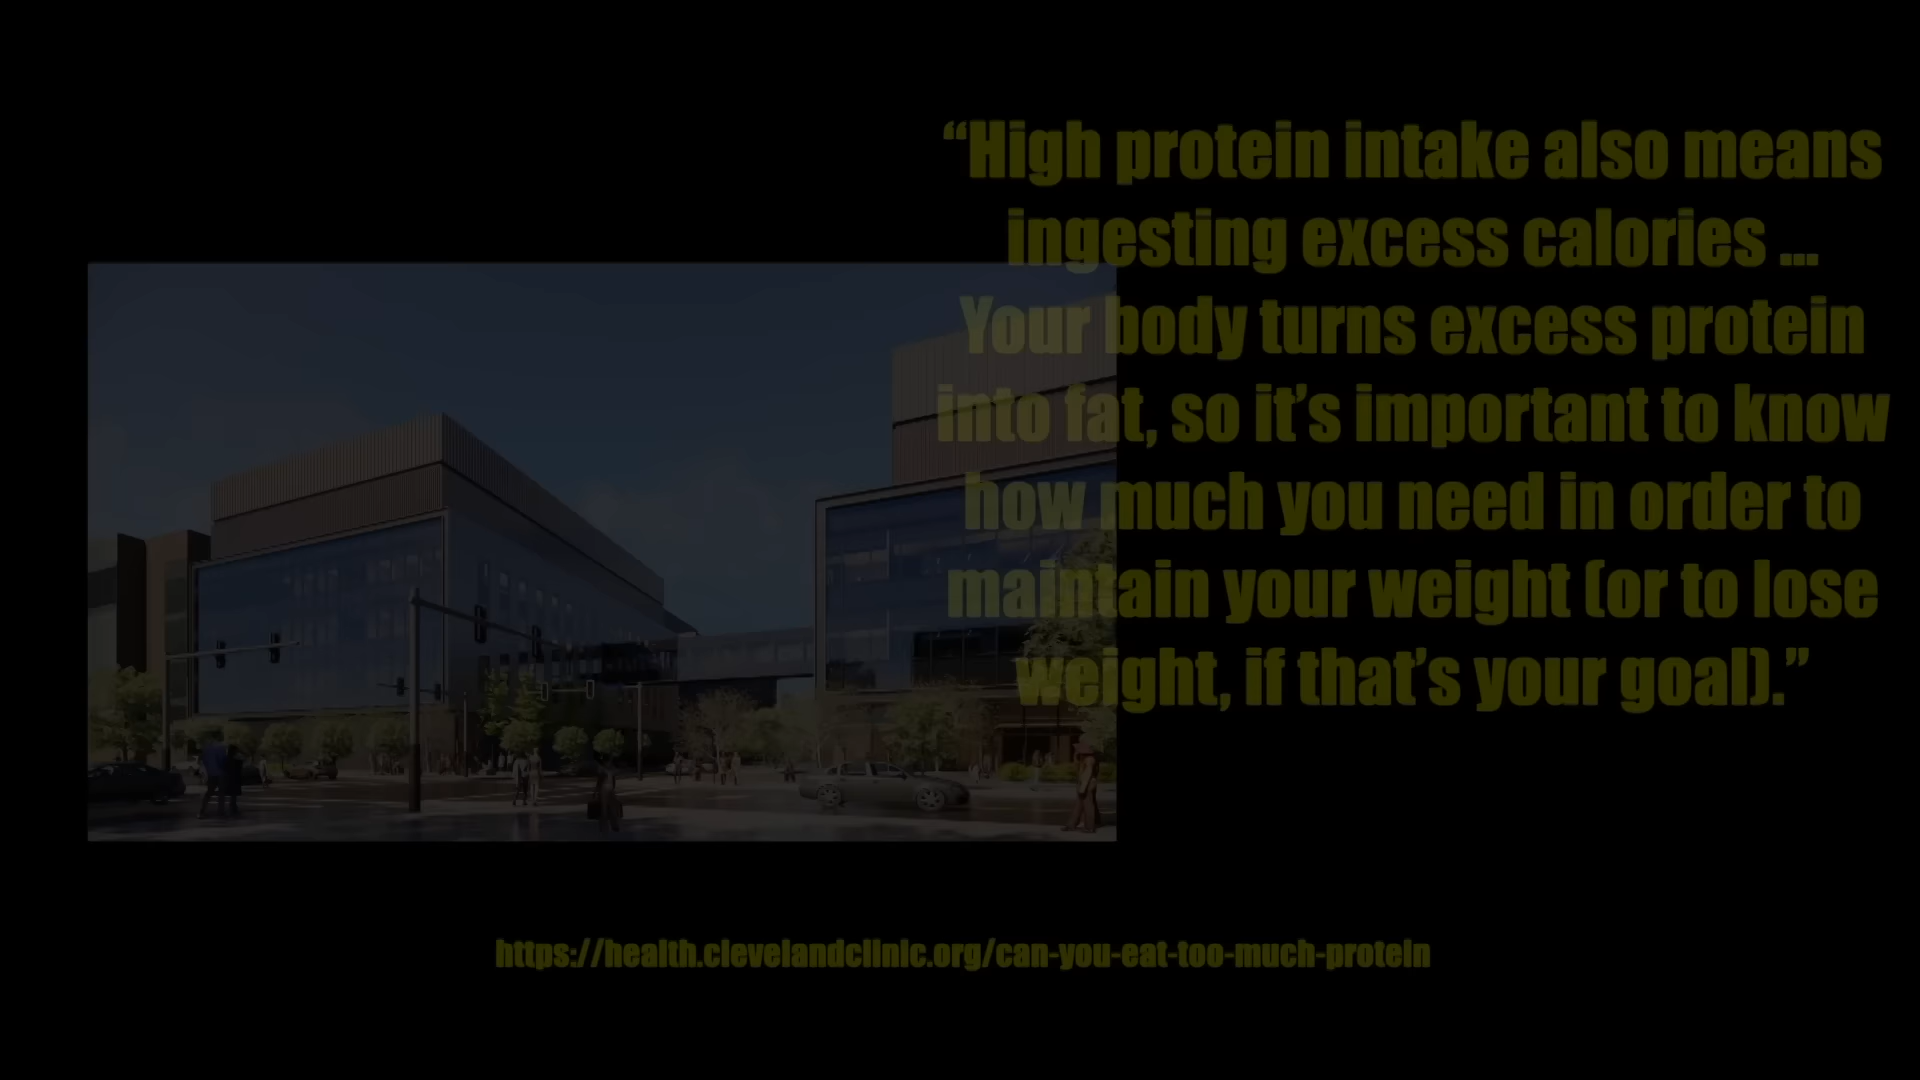 “High protein intake also means
ingesting excess calories ...
Your body turns excess protein
into fat, so it’s important to know
how much you need in order to
maintain your weight (or to lose
weight, if that’s your goal).”
https://health.clevelandclinic.org/can-you-eat-too-much-protein